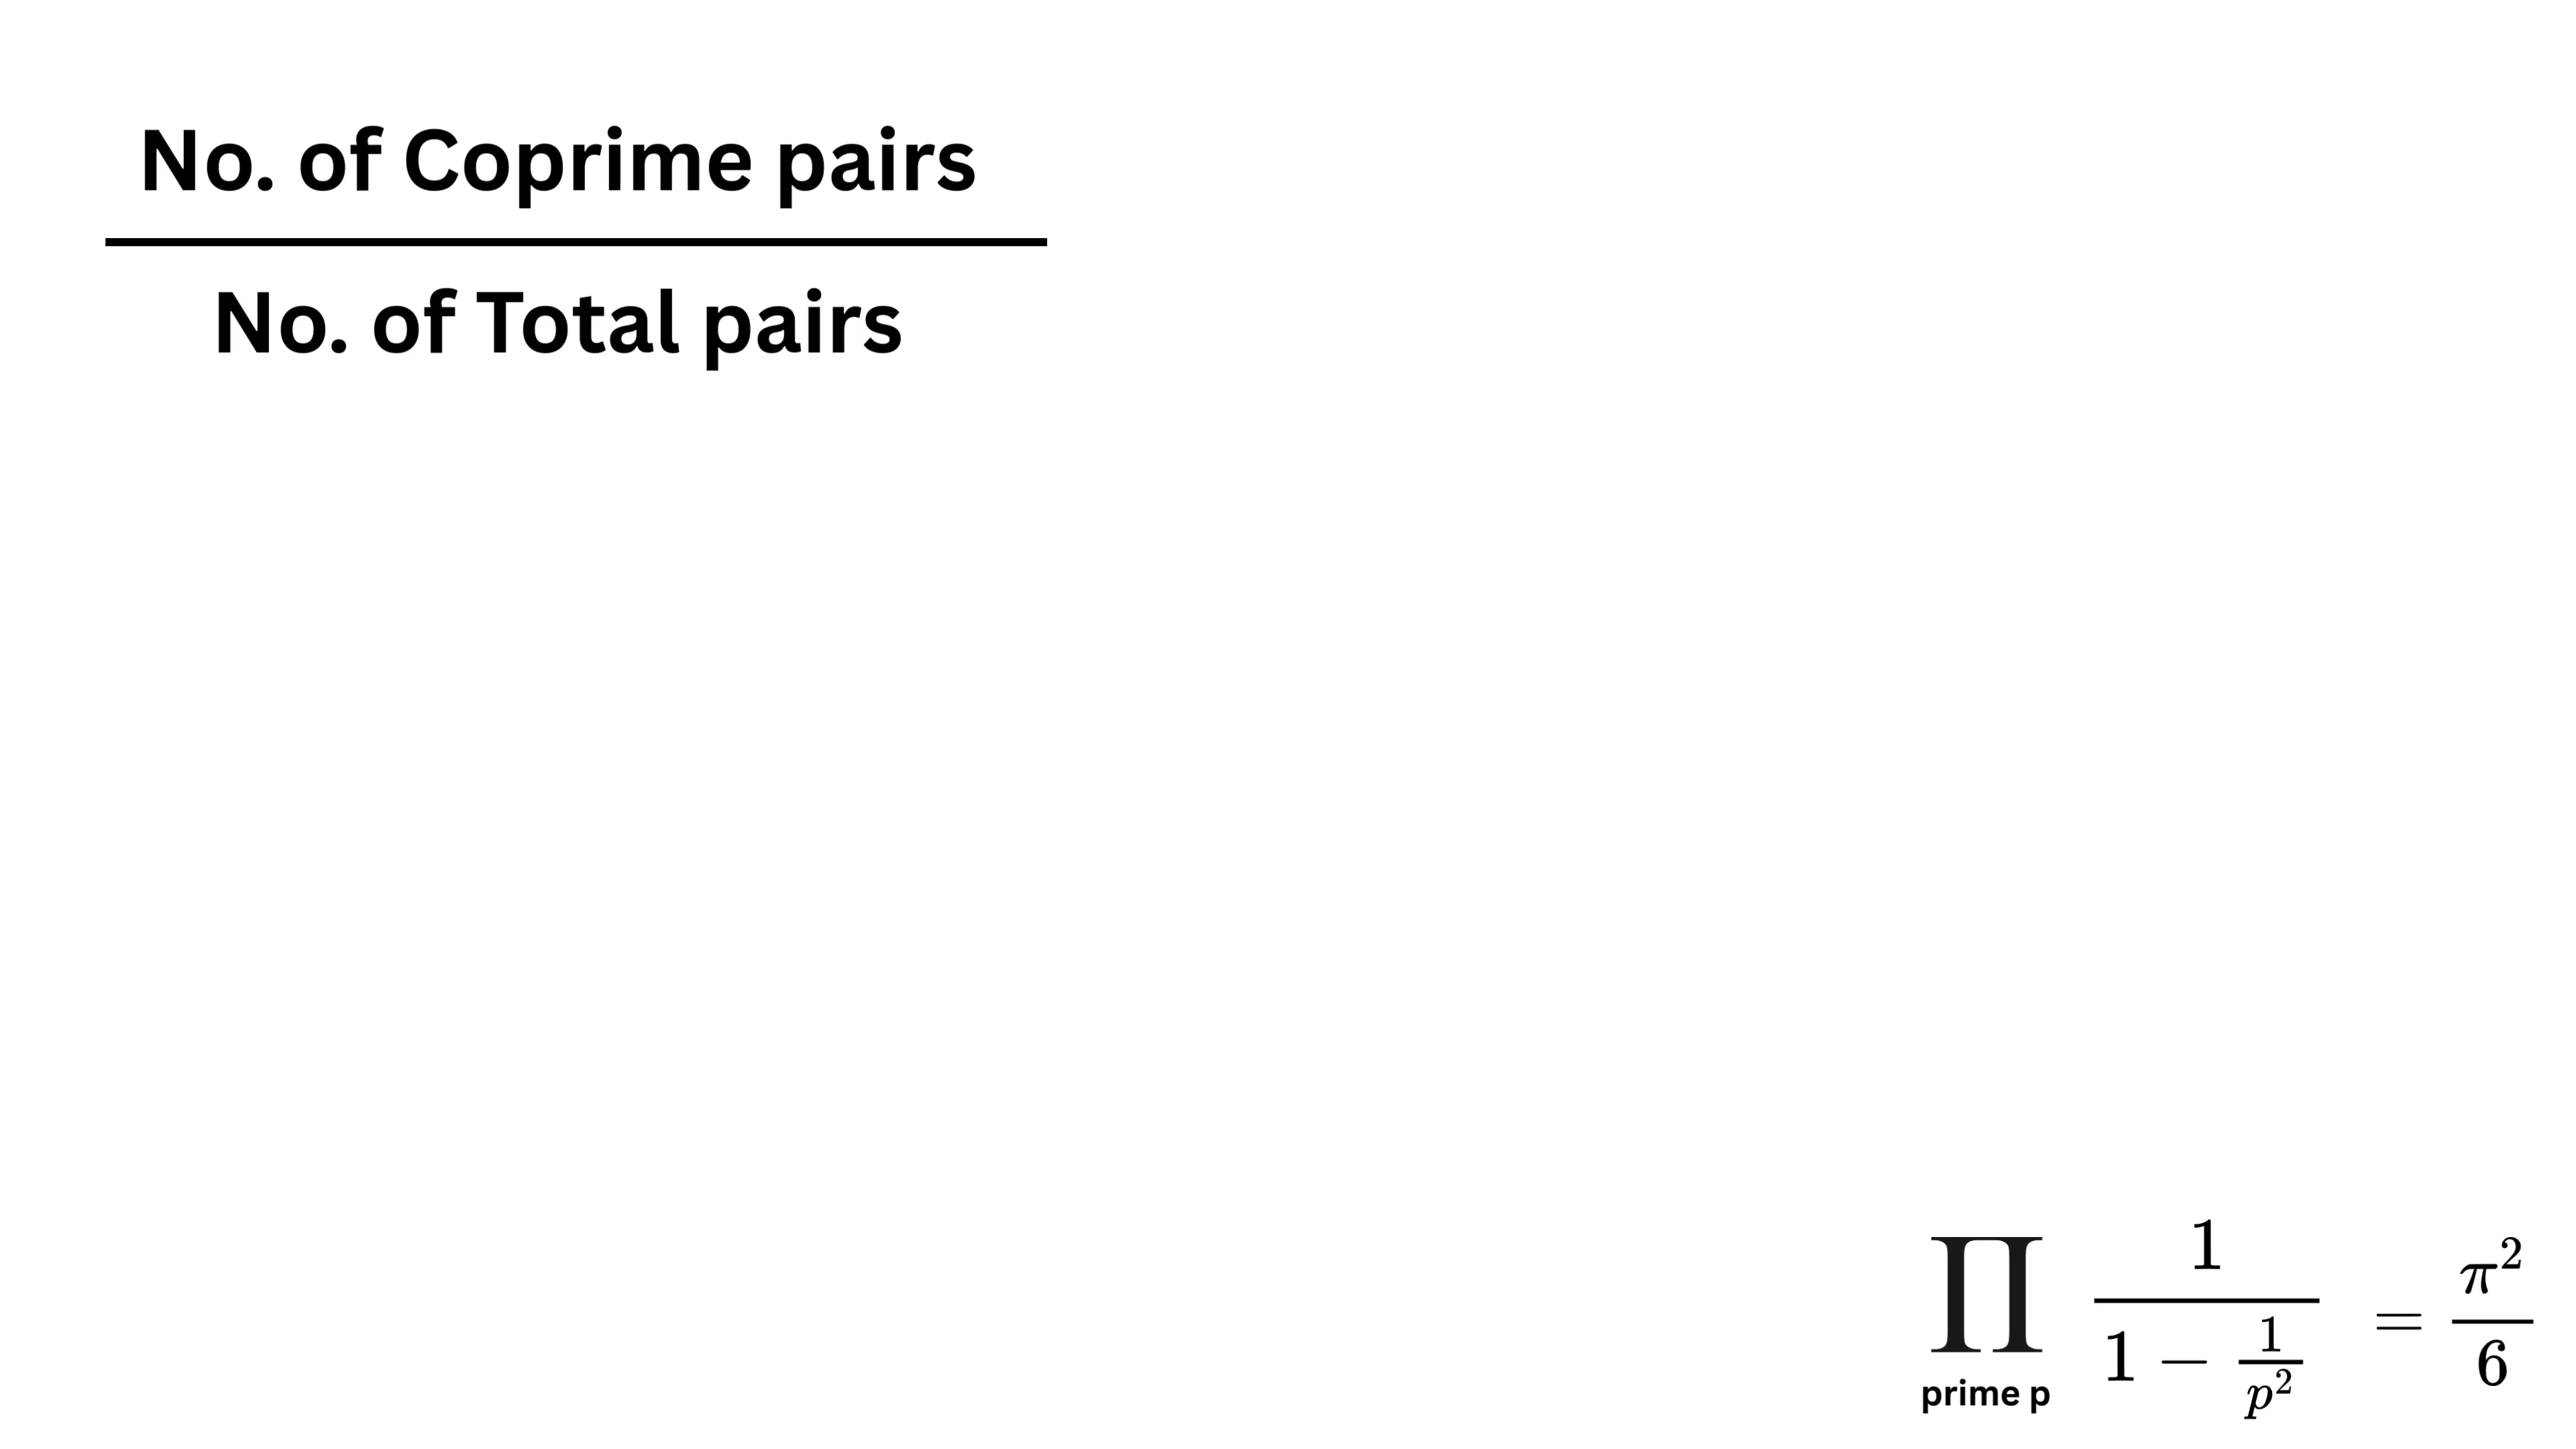 No. of Coprime pairs
No. of Total pairs
∏ 1 / (1 − 1/p²) = π² / 6
prime p